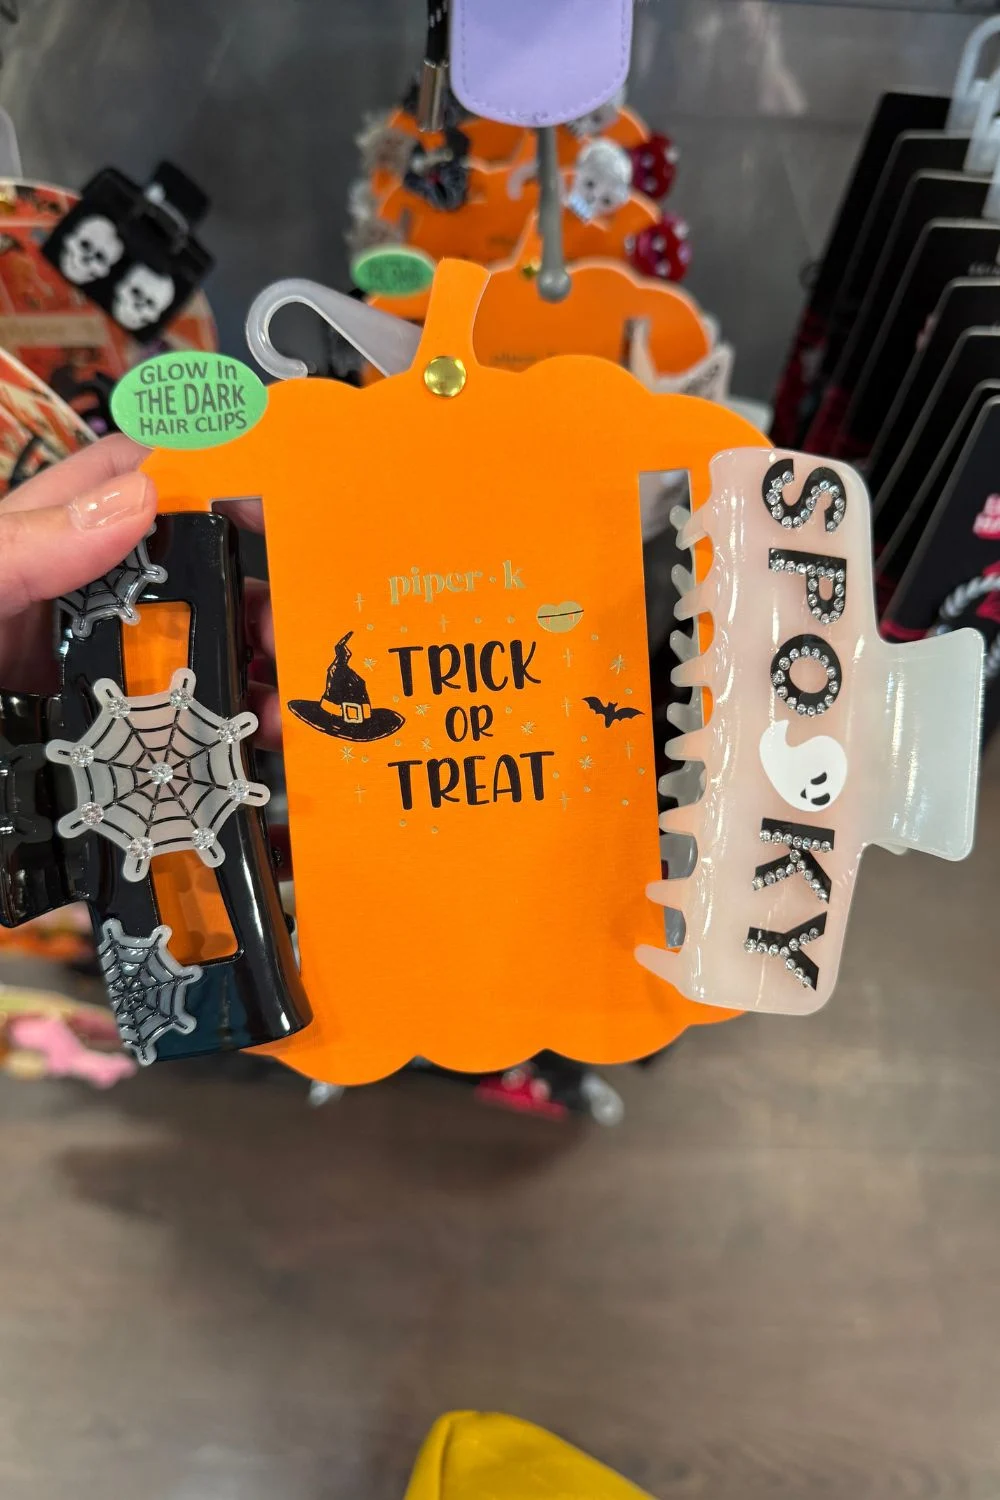 GLOW In
THE DARK
HAIR CLIPS
piper · k
TRICK
OR
TREAT
SPOOKY